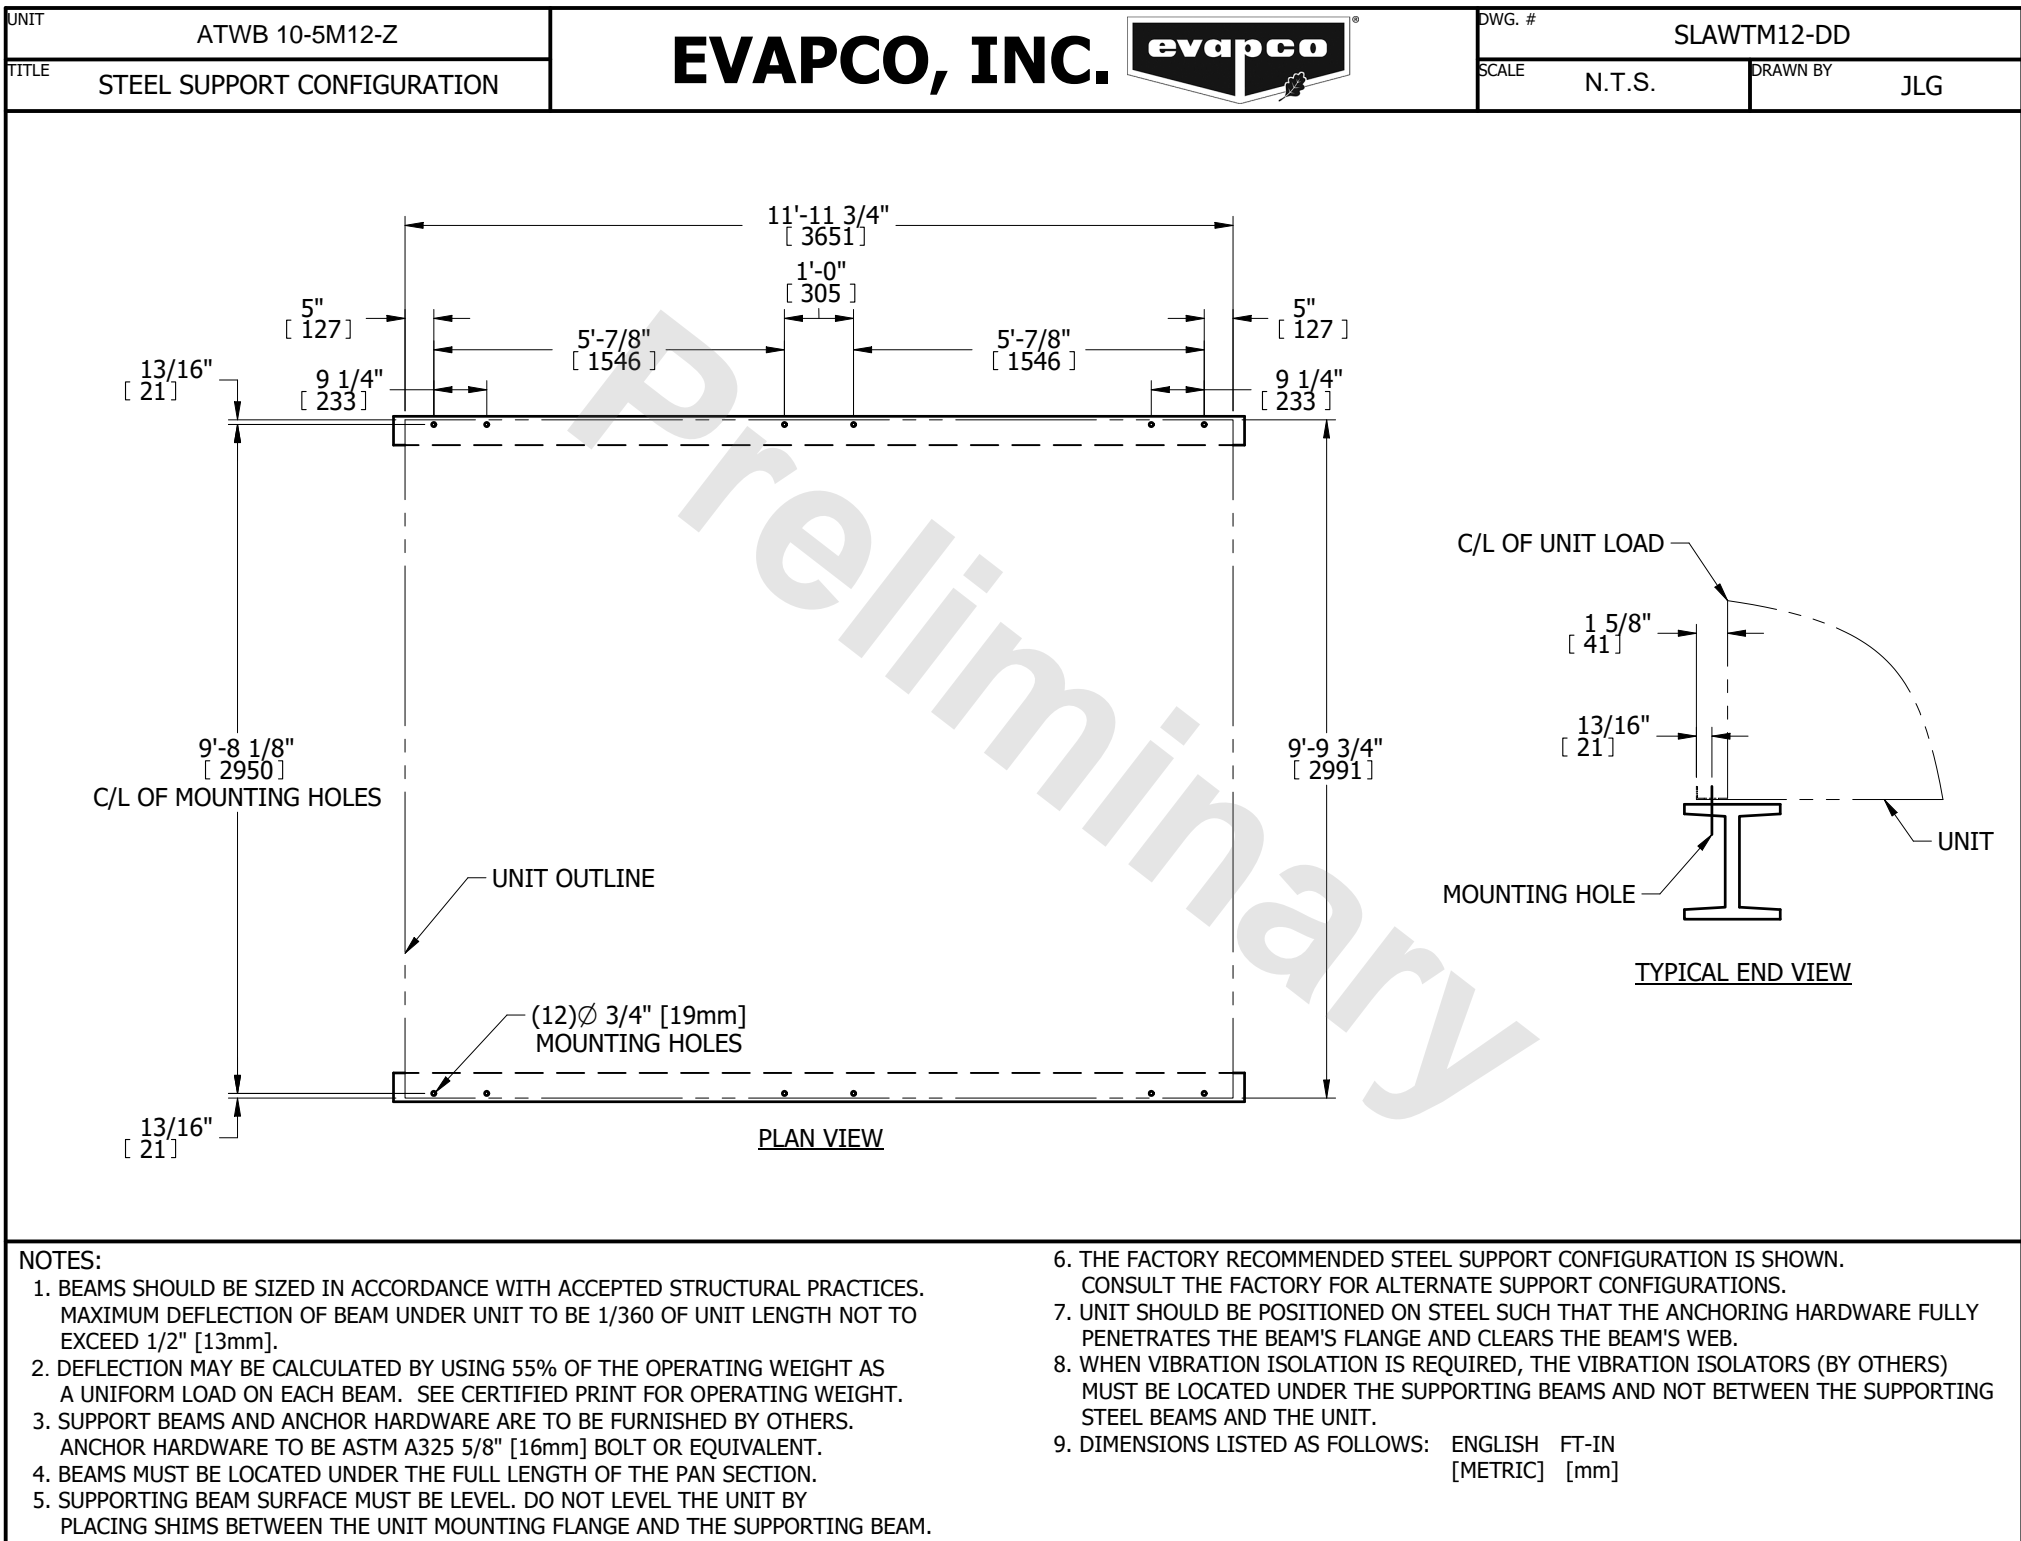 UNIT
ATWB 10-5M12-Z
TITLE
STEEL SUPPORT CONFIGURATION
EVAPCO, INC.
evapco
®
DWG. #
SLAWTM12-DD
SCALE
N.T.S.
DRAWN BY
JLG
11'-11 3/4"
[ 3651 ]
1'-0"
[ 305 ]
5"
[ 127 ]
5'-7/8"
[ 1546 ]
5'-7/8"
[ 1546 ]
5"
[ 127 ]
13/16"
[ 21 ]
9 1/4"
[ 233 ]
9 1/4"
[ 233 ]
Preliminary
C/L OF UNIT LOAD
1 5/8"
[ 41 ]
13/16"
[ 21 ]
9'-8 1/8"
[ 2950 ]
C/L OF MOUNTING HOLES
9'-9 3/4"
[ 2991 ]
UNIT
MOUNTING HOLE
UNIT OUTLINE
TYPICAL END VIEW
(12)∅ 3/4" [19mm]
MOUNTING HOLES
13/16"
[ 21 ]
PLAN VIEW
NOTES:
1. BEAMS SHOULD BE SIZED IN ACCORDANCE WITH ACCEPTED STRUCTURAL PRACTICES.
MAXIMUM DEFLECTION OF BEAM UNDER UNIT TO BE 1/360 OF UNIT LENGTH NOT TO
EXCEED 1/2" [13mm].
2. DEFLECTION MAY BE CALCULATED BY USING 55% OF THE OPERATING WEIGHT AS
A UNIFORM LOAD ON EACH BEAM. SEE CERTIFIED PRINT FOR OPERATING WEIGHT.
3. SUPPORT BEAMS AND ANCHOR HARDWARE ARE TO BE FURNISHED BY OTHERS.
ANCHOR HARDWARE TO BE ASTM A325 5/8" [16mm] BOLT OR EQUIVALENT.
4. BEAMS MUST BE LOCATED UNDER THE FULL LENGTH OF THE PAN SECTION.
5. SUPPORTING BEAM SURFACE MUST BE LEVEL. DO NOT LEVEL THE UNIT BY
PLACING SHIMS BETWEEN THE UNIT MOUNTING FLANGE AND THE SUPPORTING BEAM.
6. THE FACTORY RECOMMENDED STEEL SUPPORT CONFIGURATION IS SHOWN.
CONSULT THE FACTORY FOR ALTERNATE SUPPORT CONFIGURATIONS.
7. UNIT SHOULD BE POSITIONED ON STEEL SUCH THAT THE ANCHORING HARDWARE FULLY
PENETRATES THE BEAM'S FLANGE AND CLEARS THE BEAM'S WEB.
8. WHEN VIBRATION ISOLATION IS REQUIRED, THE VIBRATION ISOLATORS (BY OTHERS)
MUST BE LOCATED UNDER THE SUPPORTING BEAMS AND NOT BETWEEN THE SUPPORTING
STEEL BEAMS AND THE UNIT.
9. DIMENSIONS LISTED AS FOLLOWS: ENGLISH FT-IN
[METRIC] [mm]